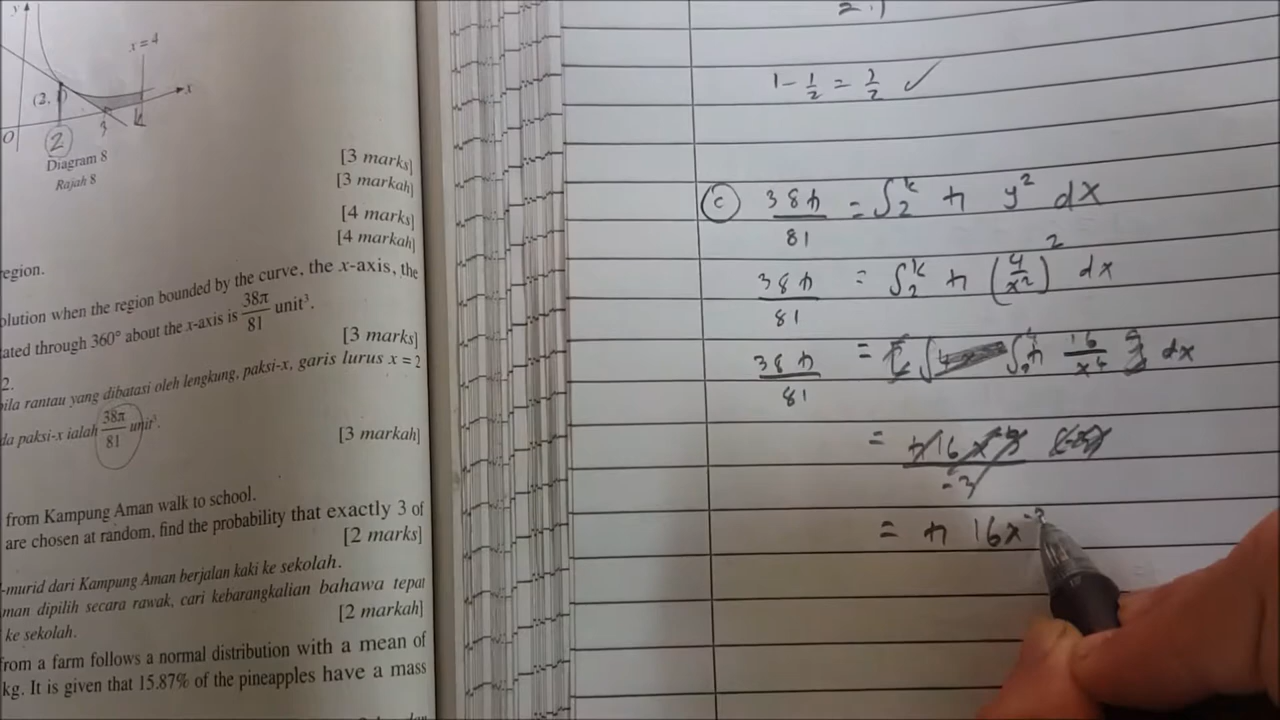 y
x = 4
x
(2,
O
2
k
Diagram 8
Rajah 8
[3 marks]
[3 markah]
[4 marks]
[4 markah]
egion.
olution when the region bounded by the curve, the x-axis, the
ated through 360° about the x-axis is 38π/81 unit³.
[3 marks]
2.
bila rantau yang dibatasi oleh lengkung, paksi-x, garis lurus x = 2
da paksi-x ialah 38π/81 unit³.
[3 markah]
from Kampung Aman walk to school.
are chosen at random, find the probability that exactly 3 of
[2 marks]
-murid dari Kampung Aman berjalan kaki ke sekolah.
dipilih secara rawak, cari kebarangkalian bahawa tepat
[2 markah]
ke sekolah.
from a farm follows a normal distribution with a mean of
kg. It is given that 15.87% of the pineapples have a mass
1 - 1/2 = 1/2 ✓
(c) 38π/81 = ∫₂ᵏ π y² dx
38π/81 = ∫₂ᵏ π (4/x²)² dx
38π/81 = ∫₂ᵏ π 16/x⁴ dx
=
= π 16x⁻³